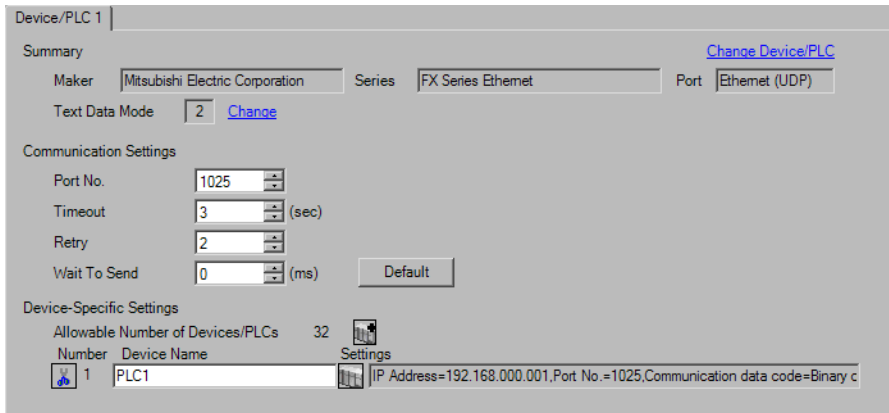 Device/PLC 1
Summary Change Device/PLC
Maker Mitsubishi Electric Corporation Series FX Series Ethernet Port Ethernet (UDP)
Text Data Mode 2 Change
Communication Settings
Port No. 1025
Timeout 3 (sec)
Retry 2
Wait To Send 0 (ms) Default
Device-Specific Settings
Allowable Number of Devices/PLCs 32
Number Device Name Settings
1 PLC1 IP Address=192.168.000.001,Port No.=1025,Communication data code=Binary c